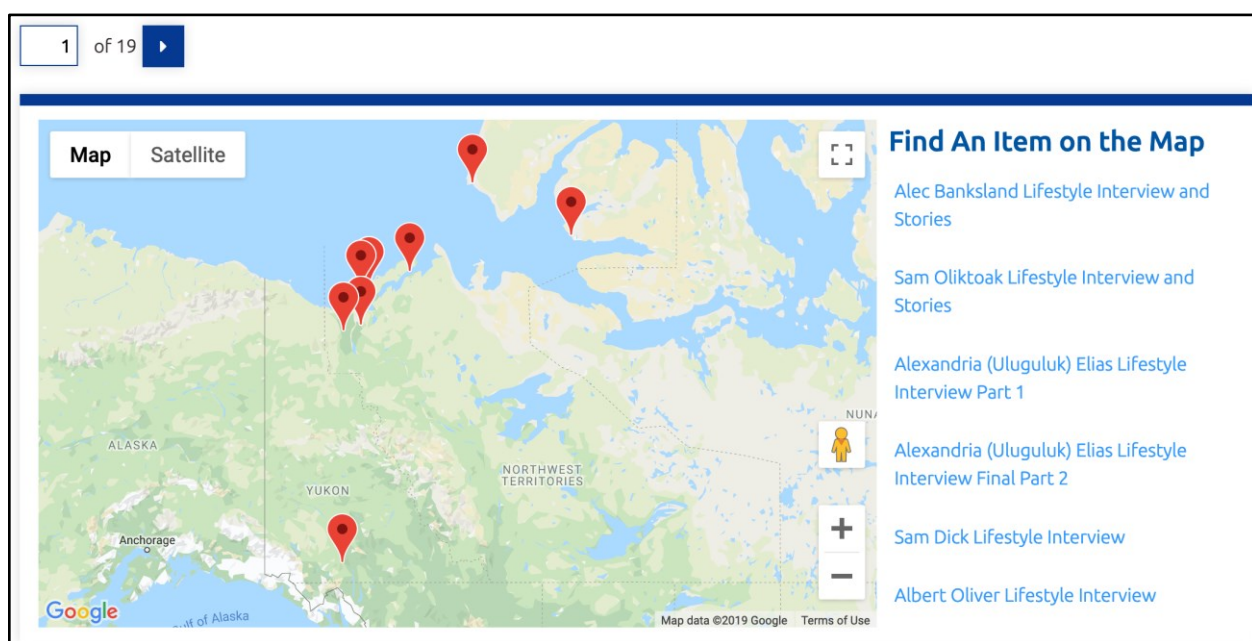 1 of 19
Map Satellite
ALASKA
YUKON
NORTHWEST
TERRITORIES
NUNA
Anchorage
Gulf of Alaska
Google
Map data ©2019 Google Terms of Use
Find An Item on the Map
Alec Banksland Lifestyle Interview and
Stories
Sam Oliktoak Lifestyle Interview and
Stories
Alexandria (Uluguluk) Elias Lifestyle
Interview Part 1
Alexandria (Uluguluk) Elias Lifestyle
Interview Final Part 2
Sam Dick Lifestyle Interview
Albert Oliver Lifestyle Interview